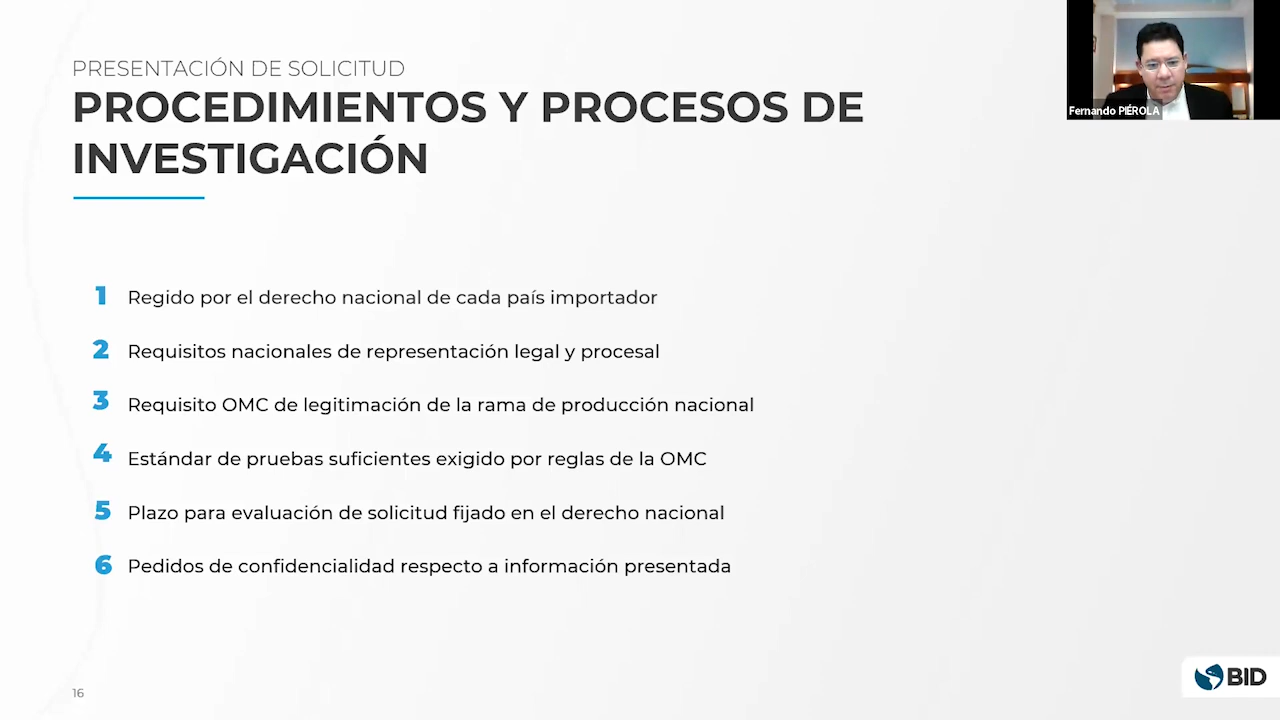 PRESENTACIÓN DE SOLICITUD
PROCEDIMIENTOS Y PROCESOS DE
INVESTIGACIÓN
Fernando PIÉROLA
1 Regido por el derecho nacional de cada país importador
2 Requisitos nacionales de representación legal y procesal
3 Requisito OMC de legitimación de la rama de producción nacional
4 Estándar de pruebas suficientes exigido por reglas de la OMC
5 Plazo para evaluación de solicitud fijado en el derecho nacional
6 Pedidos de confidencialidad respecto a información presentada
16
BID